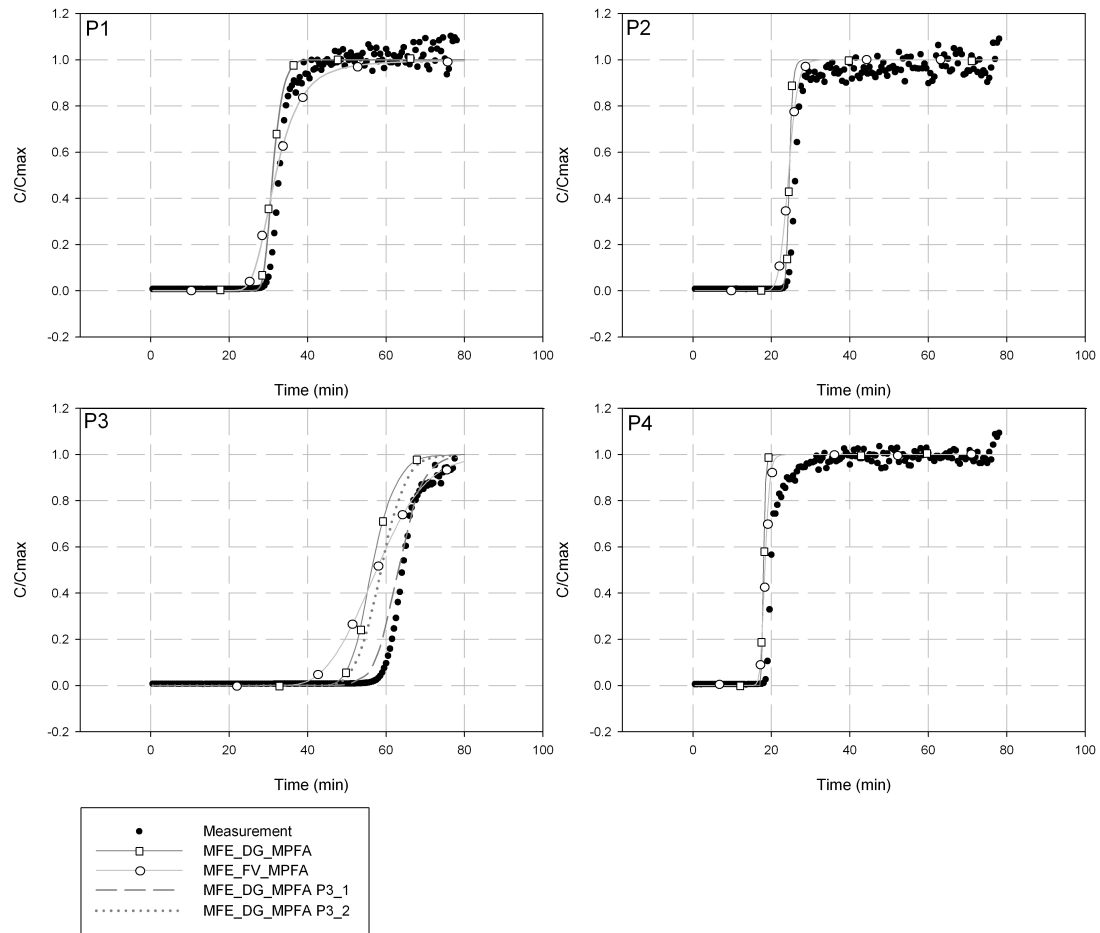 P1
1.2
1.0
0.8
0.6
0.4
0.2
0.0
-0.2
C/Cmax
0 20 40 60 80 100
Time (min)
P2
1.2
1.0
0.8
0.6
0.4
0.2
0.0
-0.2
C/Cmax
0 20 40 60 80 100
Time (min)
P3
1.2
1.0
0.8
0.6
0.4
0.2
0.0
-0.2
C/Cmax
0 20 40 60 80 100
Time (min)
P4
1.2
1.0
0.8
0.6
0.4
0.2
0.0
-0.2
C/Cmax
0 20 40 60 80 100
Time (min)
Measurement
MFE_DG_MPFA
MFE_FV_MPFA
MFE_DG_MPFA P3_1
MFE_DG_MPFA P3_2